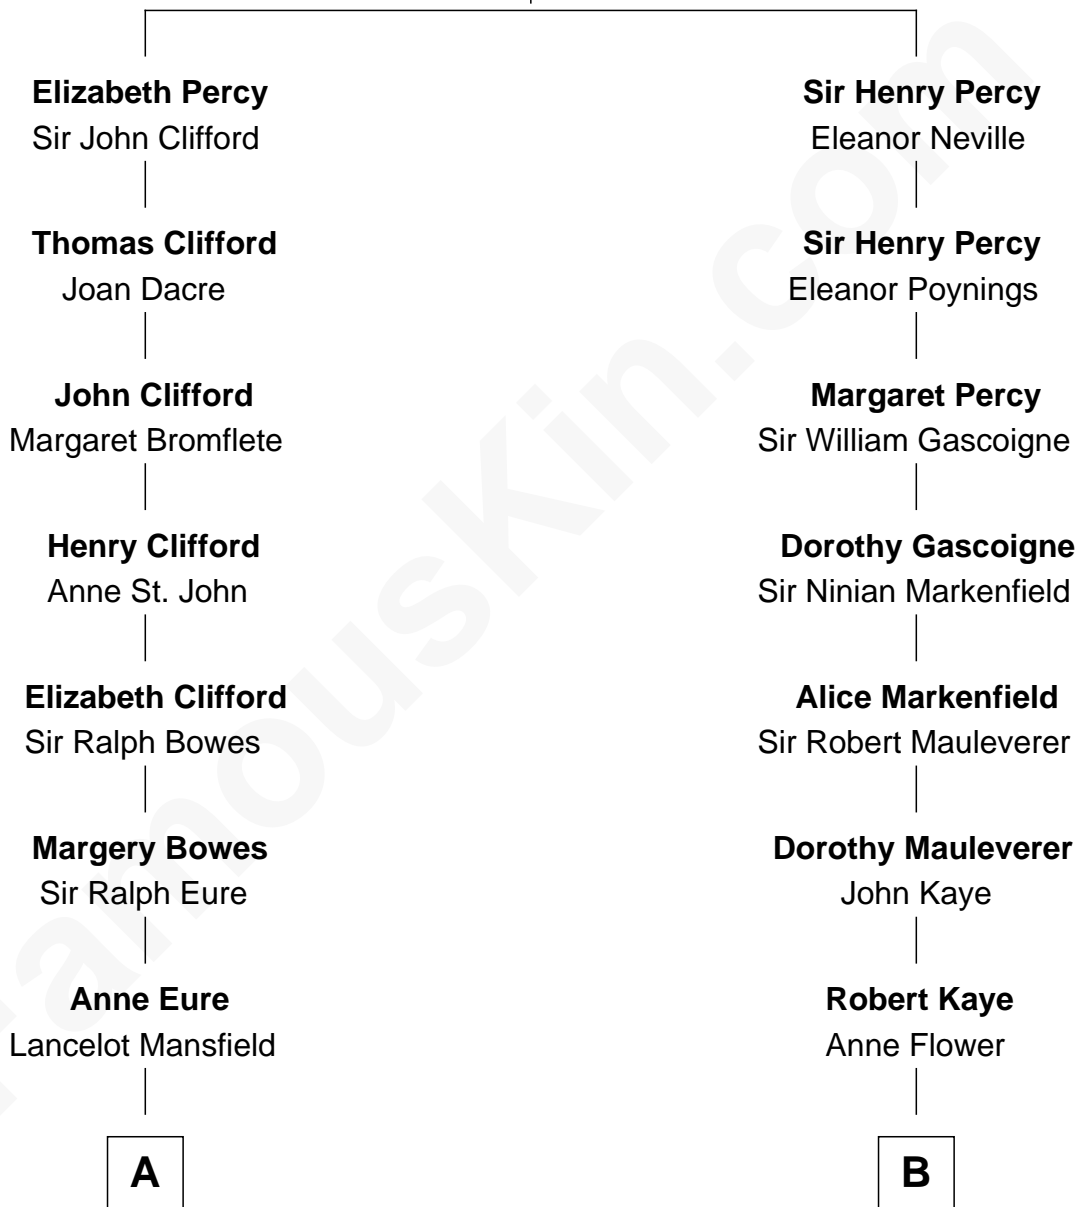 Elizabeth Percy
Sir John Clifford
Thomas Clifford
Joan Dacre
John Clifford
Margaret Bromflete
Henry Clifford
Anne St. John
Elizabeth Clifford
Sir Ralph Bowes
Margery Bowes
Sir Ralph Eure
Anne Eure
Lancelot Mansfield
A
Sir Henry Percy
Eleanor Neville
Sir Henry Percy
Eleanor Poynings
Margaret Percy
Sir William Gascoigne
Dorothy Gascoigne
Sir Ninian Markenfield
Alice Markenfield
Sir Robert Mauleverer
Dorothy Mauleverer
John Kaye
Robert Kaye
Anne Flower
B
FamousKin.com